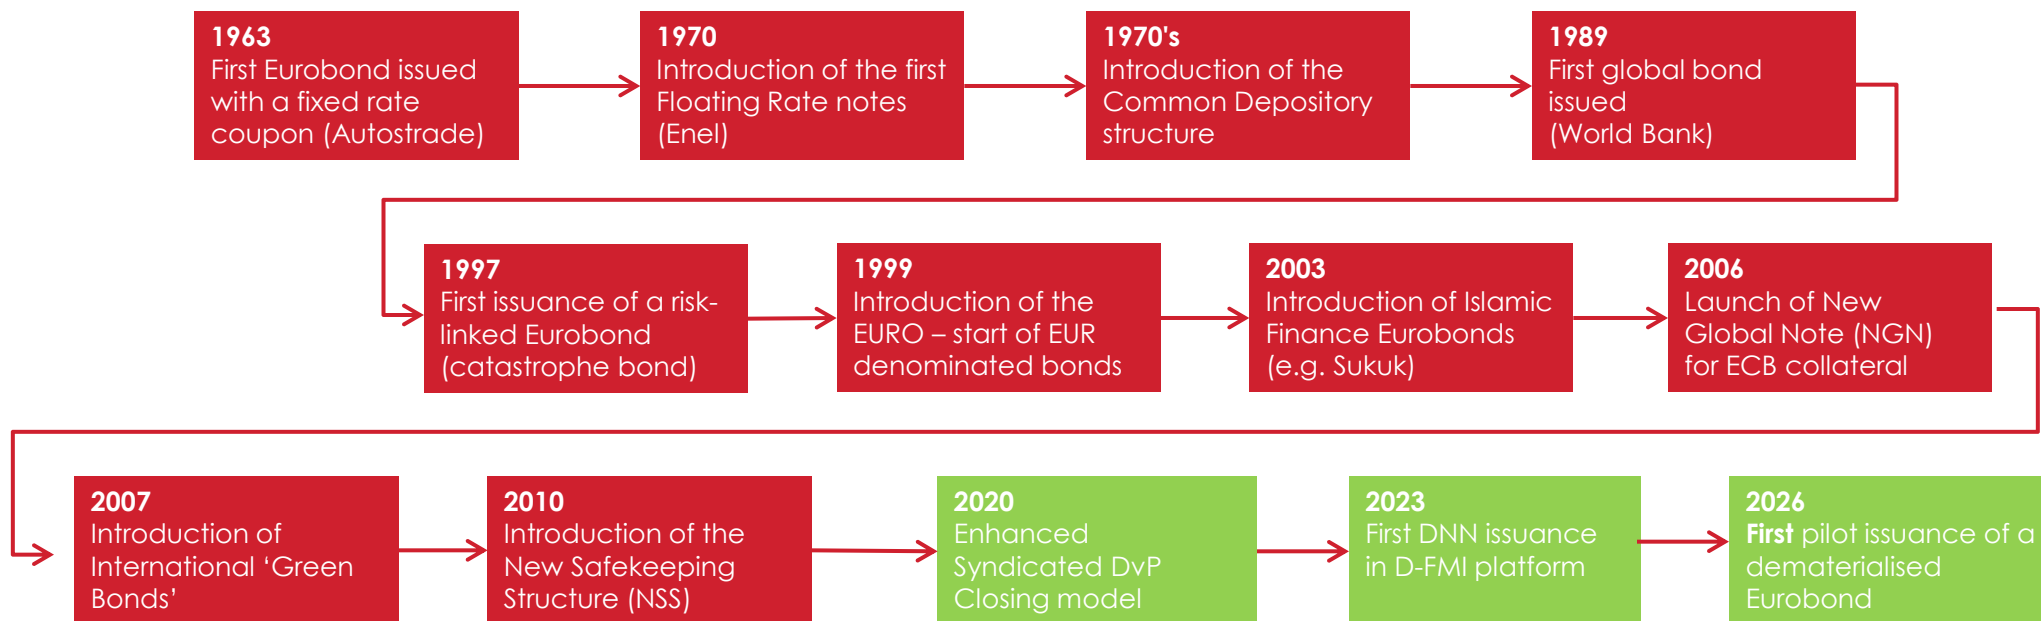 1963
First Eurobond issued
with a fixed rate
coupon (Autostrade)
1970
Introduction of the first
Floating Rate notes
(Enel)
1970's
Introduction of the
Common Depository
structure
1989
First global bond
issued
(World Bank)
1997
First issuance of a risk-
linked Eurobond
(catastrophe bond)
1999
Introduction of the
EURO – start of EUR
denominated bonds
2003
Introduction of Islamic
Finance Eurobonds
(e.g. Sukuk)
2006
Launch of New
Global Note (NGN)
for ECB collateral
2007
Introduction of
International ‘Green
Bonds’
2010
Introduction of the
New Safekeeping
Structure (NSS)
2020
Enhanced
Syndicated DvP
Closing model
2023
First DNN issuance
in D-FMI platform
2026
First pilot issuance of a
dematerialised
Eurobond